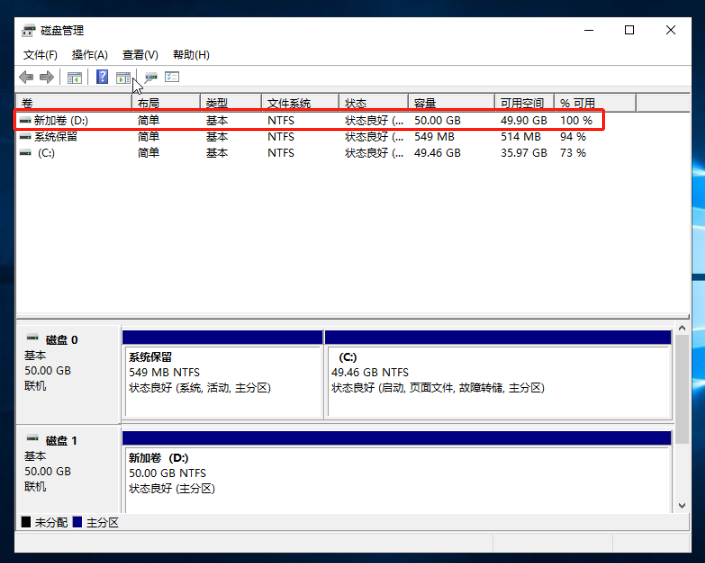 磁盘管理
文件(F) 操作(A) 查看(V) 帮助(H)
卷 布局 类型 文件系统 状态 容量 可用空间 % 可用
新加卷 (D:) 简单 基本 NTFS 状态良好 (... 50.00 GB 49.90 GB 100 %
系统保留 简单 基本 NTFS 状态良好 (... 549 MB 514 MB 94 %
(C:) 简单 基本 NTFS 状态良好 (... 49.46 GB 35.97 GB 73 %
磁盘 0
基本
50.00 GB
联机
系统保留
549 MB NTFS
状态良好 (系统, 活动, 主分区)
(C:)
49.46 GB NTFS
状态良好 (启动, 页面文件, 故障转储, 主分区)
磁盘 1
基本
50.00 GB
联机
新加卷 (D:)
50.00 GB NTFS
状态良好 (主分区)
未分配 主分区